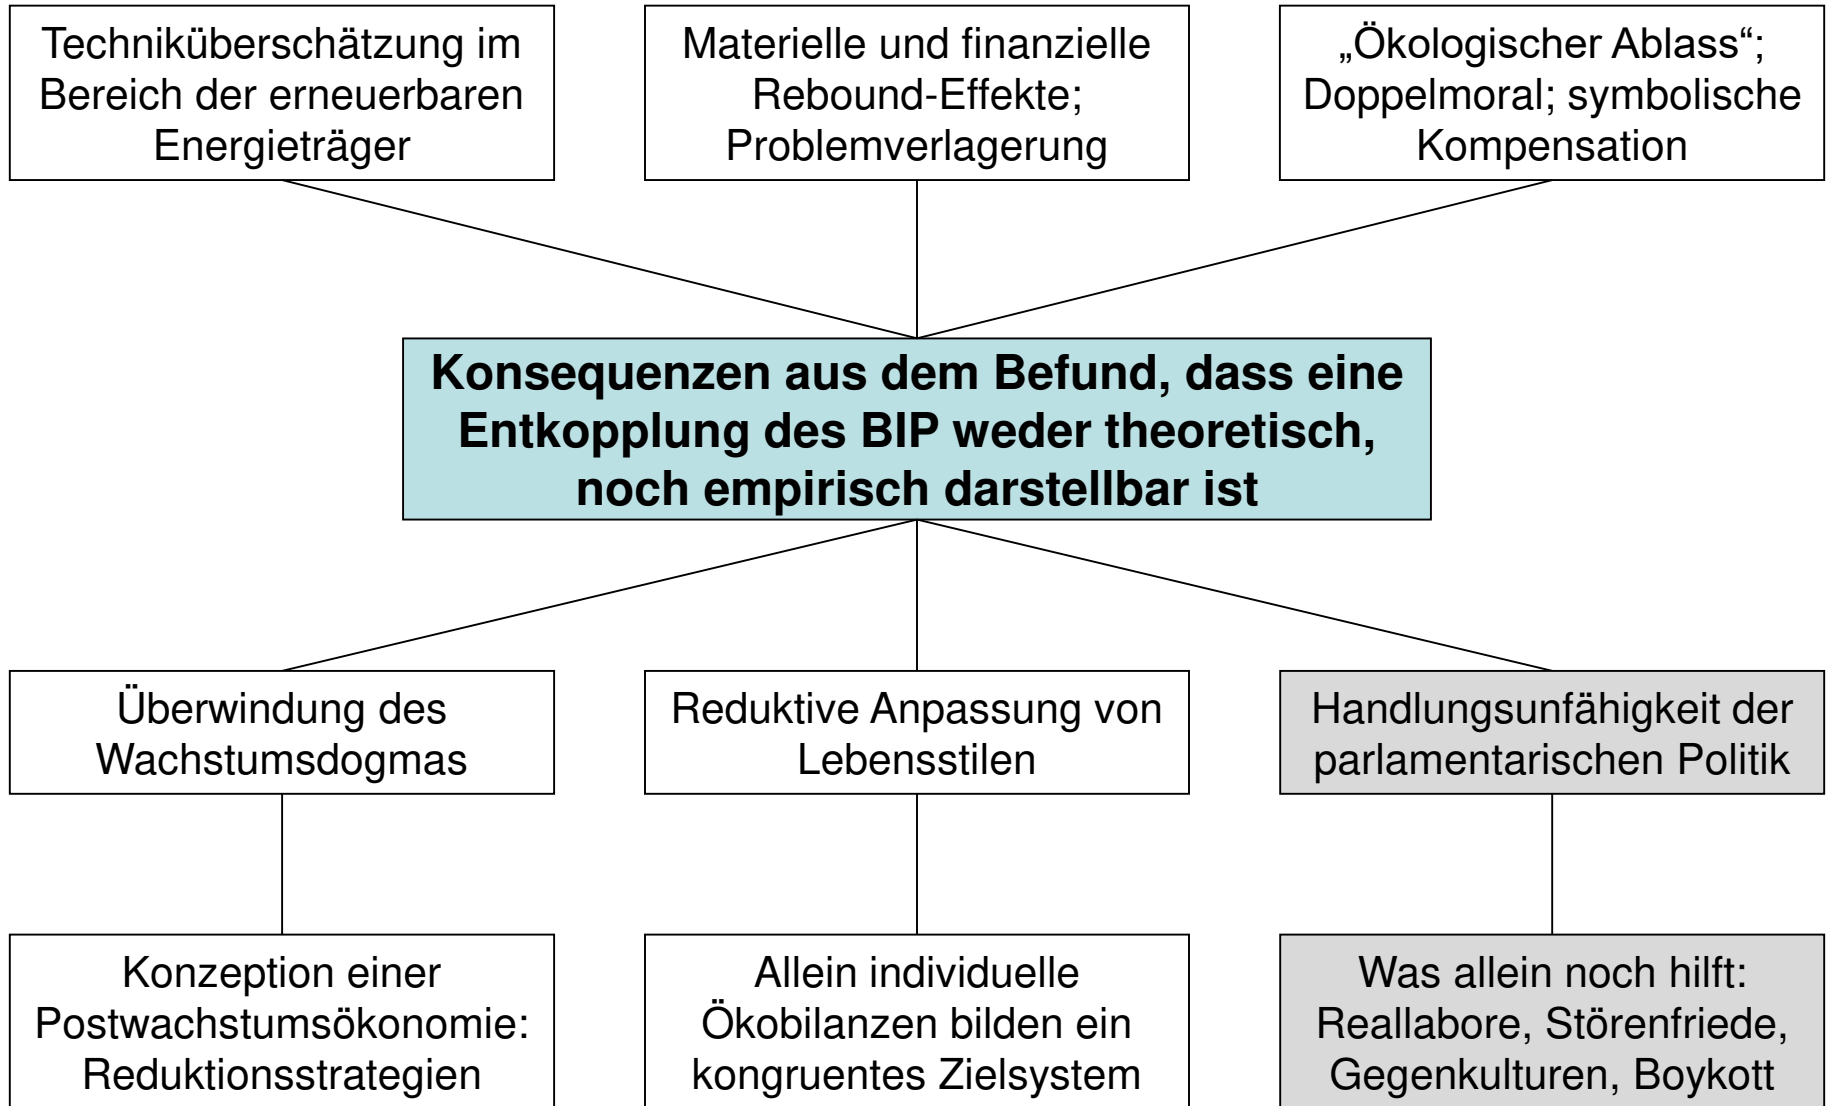 Techniküberschätzung im
Bereich der erneuerbaren
Energieträger
Materielle und finanzielle
Rebound-Effekte;
Problemverlagerung
„Ökologischer Ablass“;
Doppelmoral; symbolische
Kompensation
Konsequenzen aus dem Befund, dass eine
Entkopplung des BIP weder theoretisch,
noch empirisch darstellbar ist
Überwindung des
Wachstumsdogmas
Reduktive Anpassung von
Lebensstilen
Handlungsunfähigkeit der
parlamentarischen Politik
Konzeption einer
Postwachstumsökonomie:
Reduktionsstrategien
Allein individuelle
Ökobilanzen bilden ein
kongruentes Zielsystem
Was allein noch hilft:
Reallabore, Störenfriede,
Gegenkulturen, Boykott